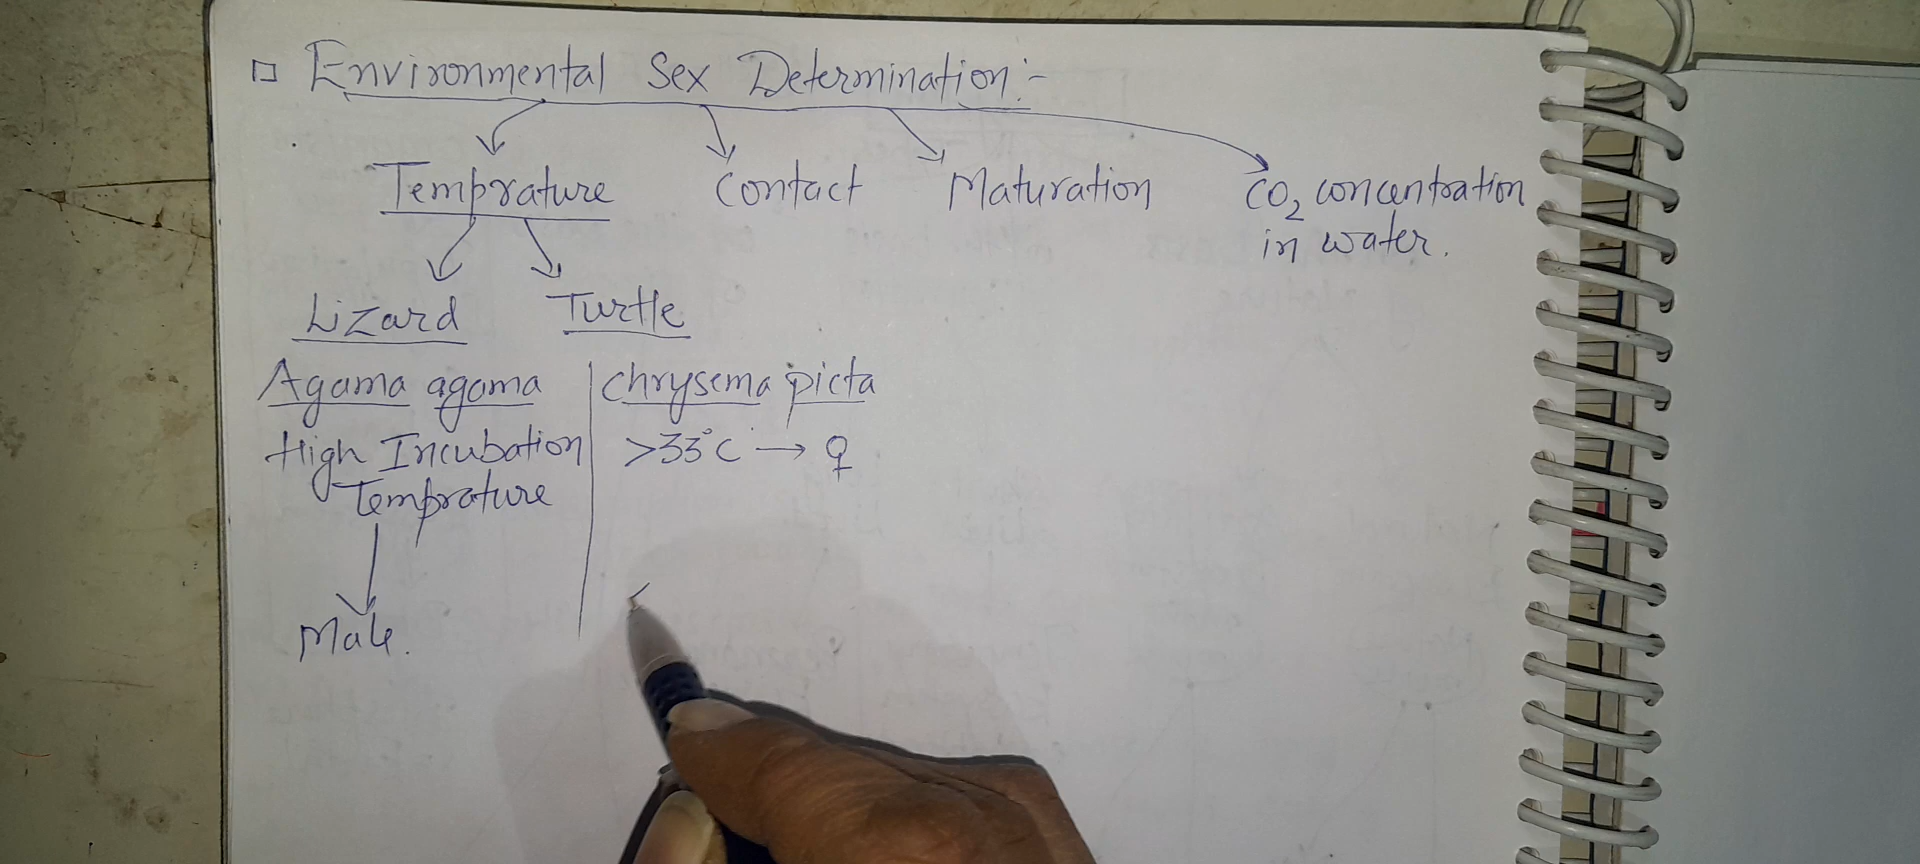 Environmental Sex Determination:-
Temprature Contact Maturation CO2 concentration
in water.
Lizard Turtle
Agama agama
High Incubation
Temprature
Male.
Chrysema picta
>33°C → ♀
<